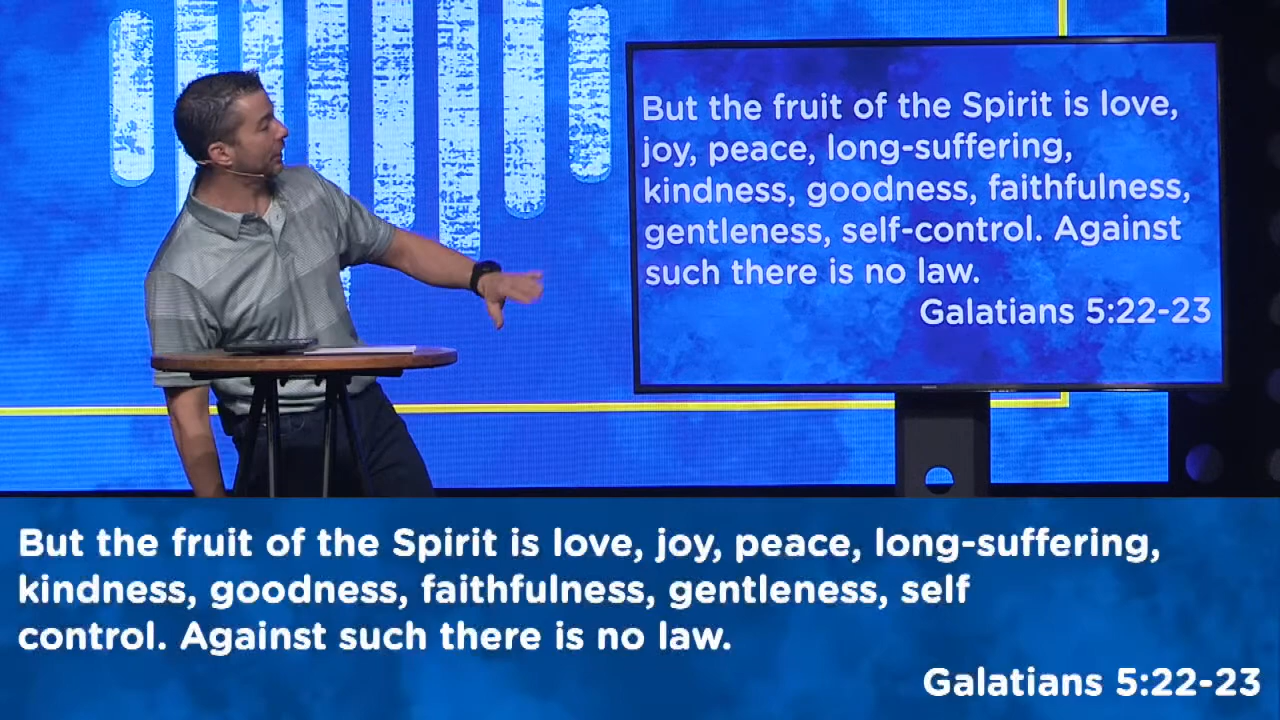 But the fruit of the Spirit is love,
joy, peace, long-suffering,
kindness, goodness, faithfulness,
gentleness, self-control. Against
such there is no law.
Galatians 5:22-23
But the fruit of the Spirit is love, joy, peace, long-suffering,
kindness, goodness, faithfulness, gentleness, self
control. Against such there is no law.
Galatians 5:22-23